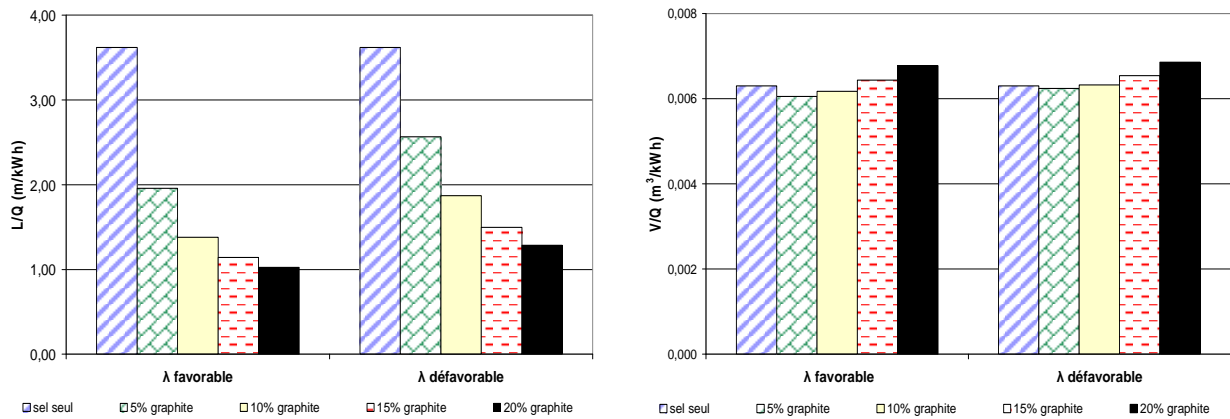 4,00
3,00
2,00
1,00
0,00
L/Q (m/kWh)
λ favorable
λ défavorable
sel seul
5% graphite
10% graphite
15% graphite
20% graphite
0,008
0,006
0,004
0,002
0,000
V/Q (m³/kWh)
λ favorable
λ défavorable
sel seul
5% graphite
10% graphite
15% graphite
20% graphite